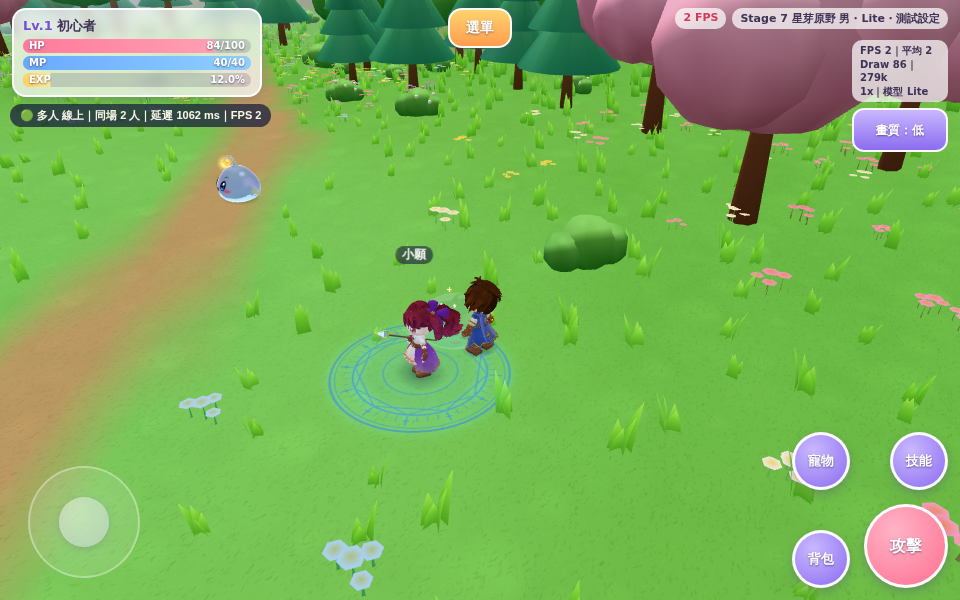 Lv.1 初心者
HP 84/100
MP 40/40
EXP 12.0%
多人 線上｜同場 2 人｜延遲 1062 ms｜FPS 2
選單
2 FPS
Stage 7 星芽原野 男・Lite・測試設定
FPS 2｜平均 2
Draw 86｜
279k
1x｜模型 Lite
畫質：低
小願
寵物
技能
背包
攻擊